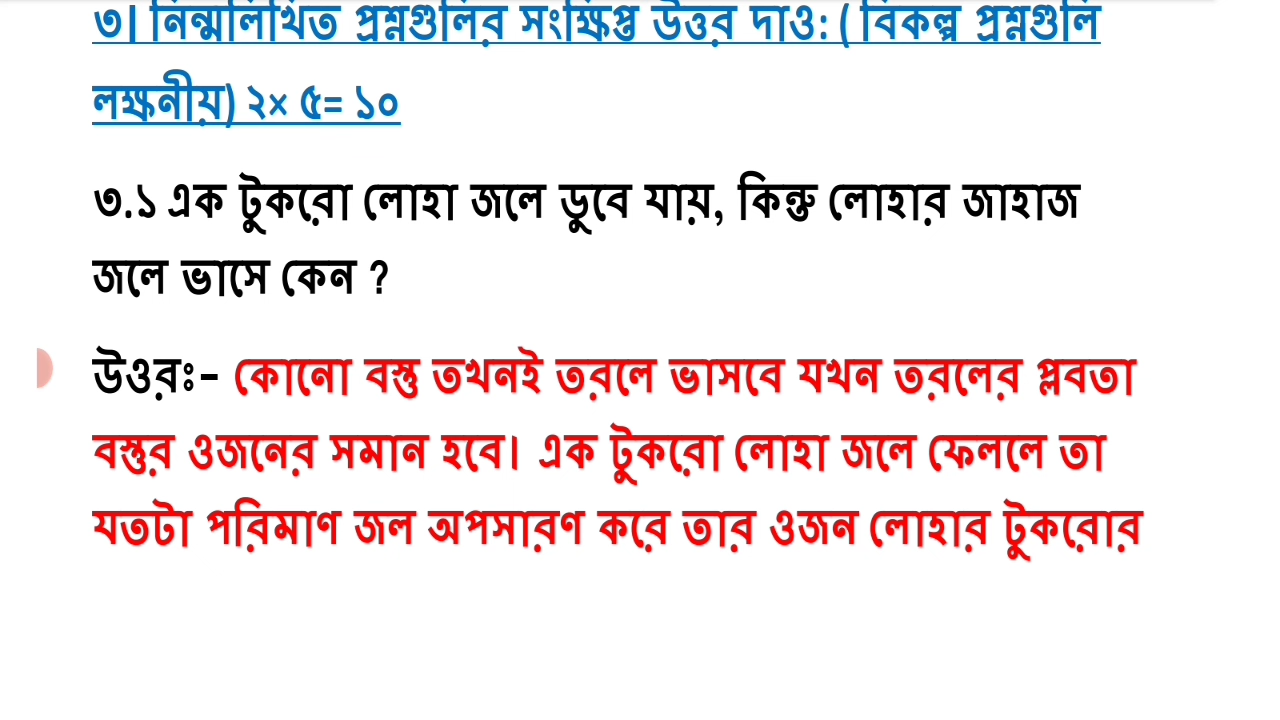 ৩| নিন্মলিখিত প্রশ্নগুলির সংক্ষিপ্ত উত্তর দাও: ( বিকল্প প্রশ্নগুলি
লক্ষনীয়) ২× ৫= ১০
৩.১ এক টুকরো লোহা জলে ডুবে যায়, কিন্তু লোহার জাহাজ
জলে ভাসে কেন ?
উওরঃ- কোনো বস্তু তখনই তরলে ভাসবে যখন তরলের প্লবতা
বস্তুর ওজনের সমান হবে। এক টুকরো লোহা জলে ফেললে তা
যতটা পরিমাণ জল অপসারণ করে তার ওজন লোহার টুকরোর